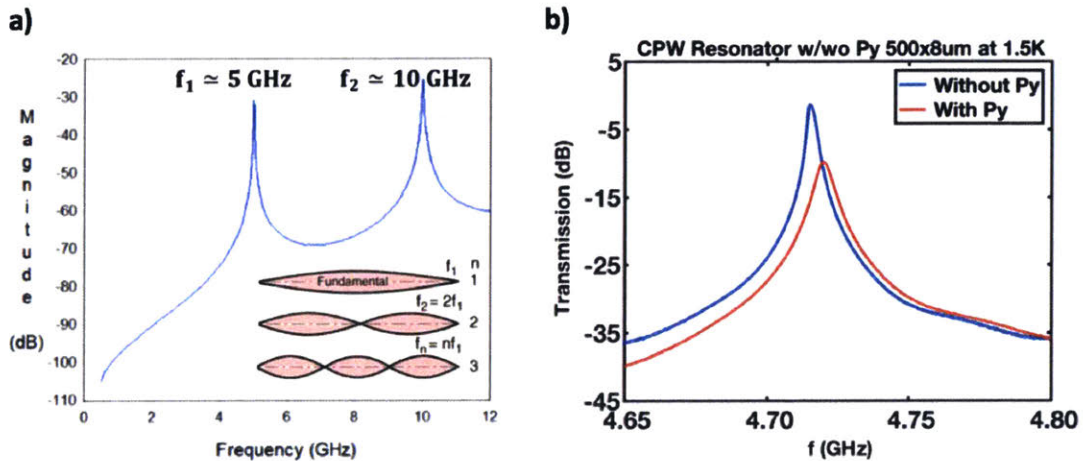 a)
-20
-30
-40
-50
-60
-70
-80
-90
-100
-110
Magnitude
(dB)
f₁ ≃ 5 GHz
f₂ ≃ 10 GHz
f₁ n
Fundamental 1
f₂ = 2f₁
2
fₙ = nf₁
3
0 2 4 6 8 10 12
Frequency (GHz)
b)
CPW Resonator w/wo Py 500x8um at 1.5K
5
-5
-15
-25
-35
-45
Transmission (dB)
Without Py
With Py
4.65 4.70 4.75 4.80
f (GHz)